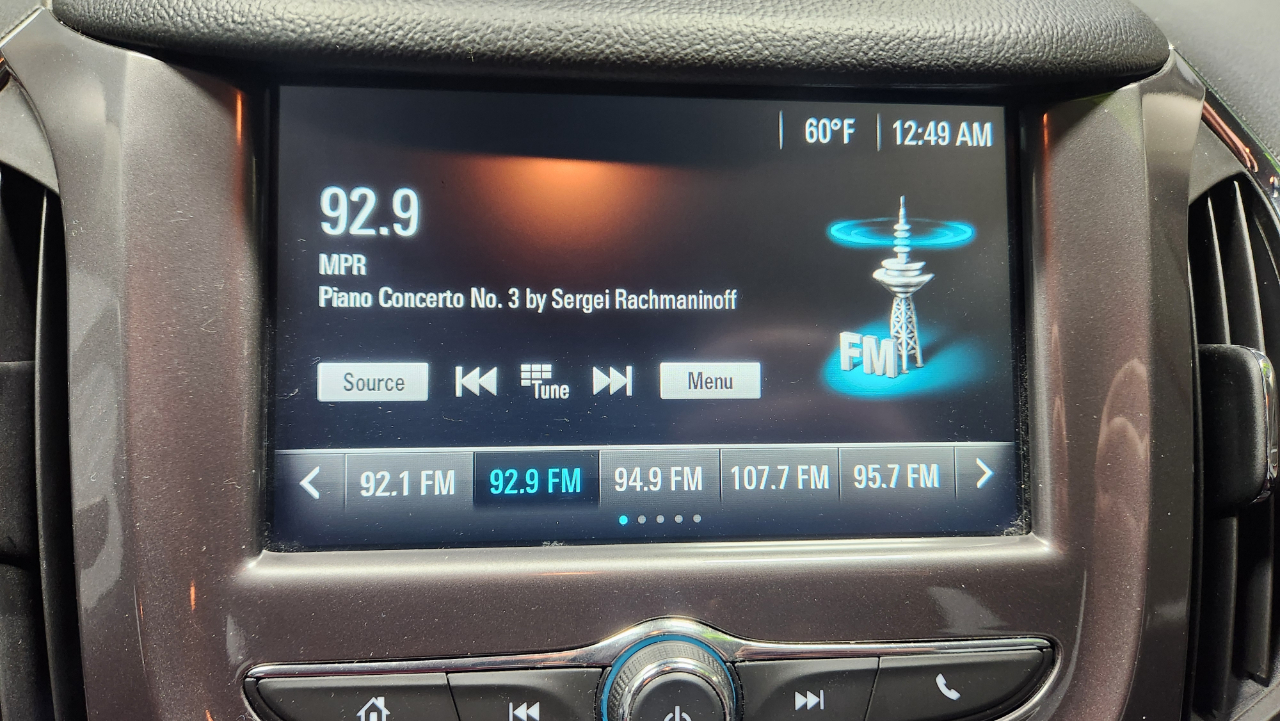 60°F 12:49 AM
92.9
MPR
Piano Concerto No. 3 by Sergei Rachmaninoff
FM
Source Tune Menu
92.1 FM 92.9 FM 94.9 FM 107.7 FM 95.7 FM